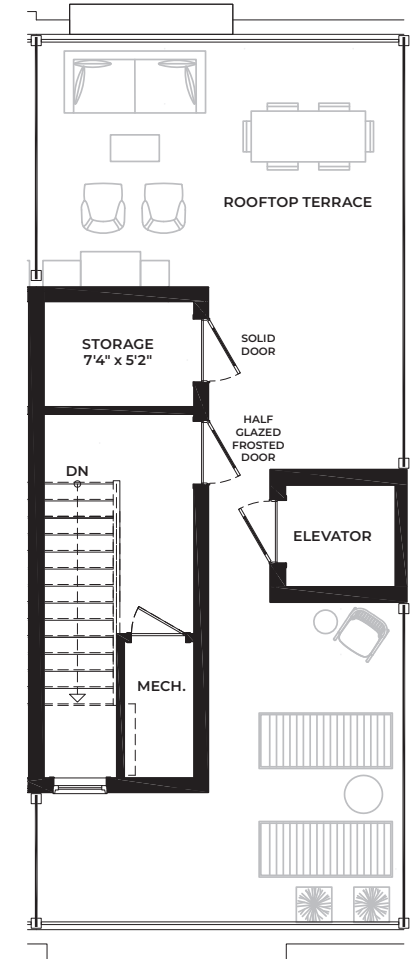 ROOFTOP TERRACE
STORAGE
7'4" x 5'2"
SOLID
DOOR
HALF
GLAZED
FROSTED
DOOR
DN
ELEVATOR
MECH.